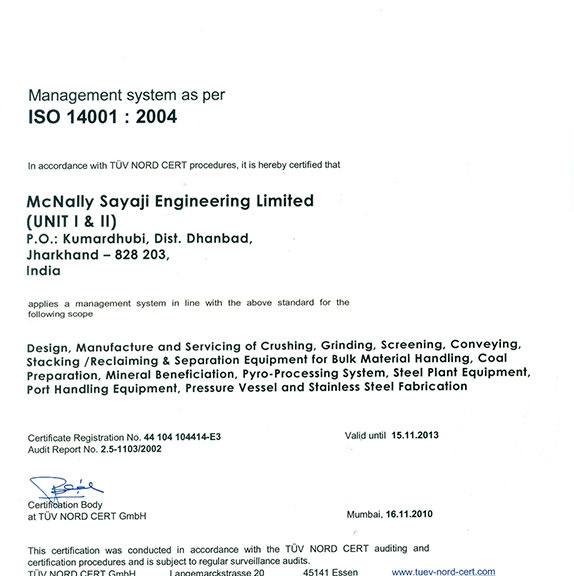 Management system as per
ISO 14001 : 2004
In accordance with TÜV NORD CERT procedures, it is hereby certified that
McNally Sayaji Engineering Limited
(UNIT I & II)
P.O.: Kumardhubi, Dist. Dhanbad,
Jharkhand – 828 203,
India
applies a management system in line with the above standard for the
following scope
Design, Manufacture and Servicing of Crushing, Grinding, Screening, Conveying,
Stacking /Reclaiming & Separation Equipment for Bulk Material Handling, Coal
Preparation, Mineral Beneficiation, Pyro-Processing System, Steel Plant Equipment,
Port Handling Equipment, Pressure Vessel and Stainless Steel Fabrication
Certificate Registration No. 44 104 104414-E3 Valid until 15.11.2013
Audit Report No. 2.5-1103/2002
Certification Body
at TÜV NORD CERT GmbH Mumbai, 16.11.2010
This certification was conducted in accordance with the TÜV NORD CERT auditing and
certification procedures and is subject to regular surveillance audits.
TÜV NORD CERT GmbH Langemarckstrasse 20 45141 Essen www.tuev-nord-cert.com